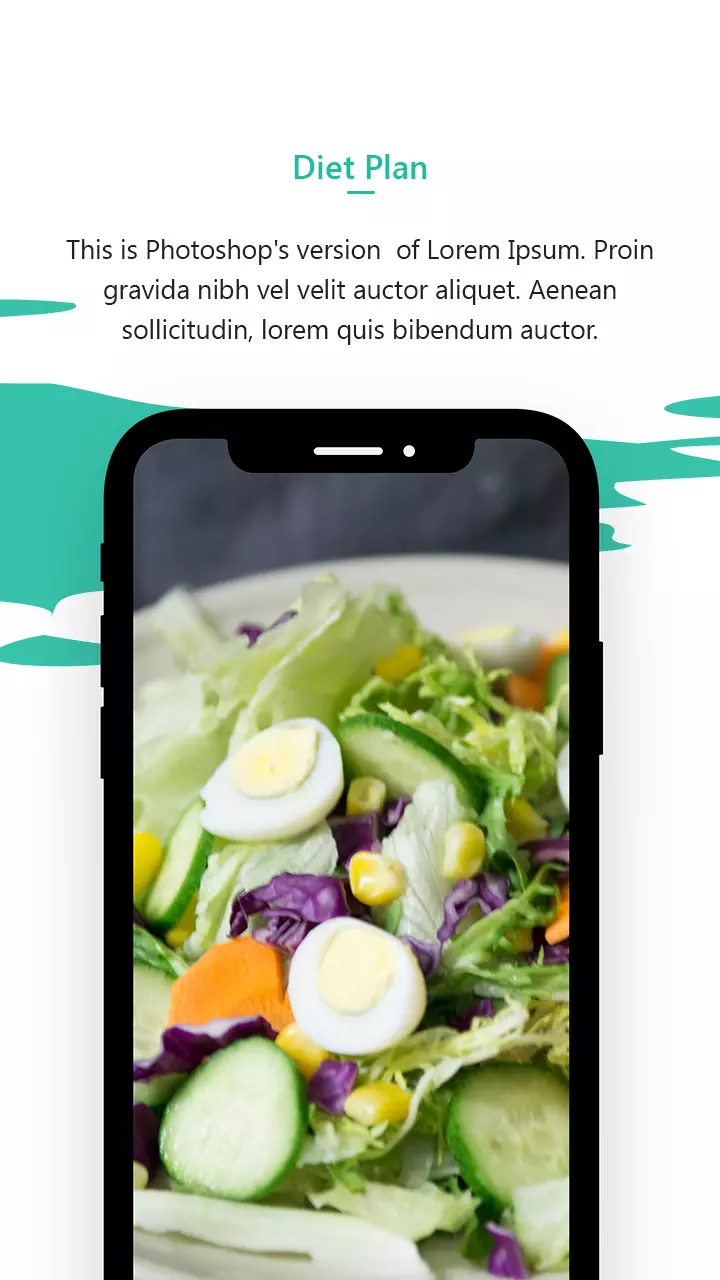 Diet Plan
This is Photoshop's version  of Lorem Ipsum. Proin
gravida nibh vel velit auctor aliquet. Aenean
sollicitudin, lorem quis bibendum auctor.